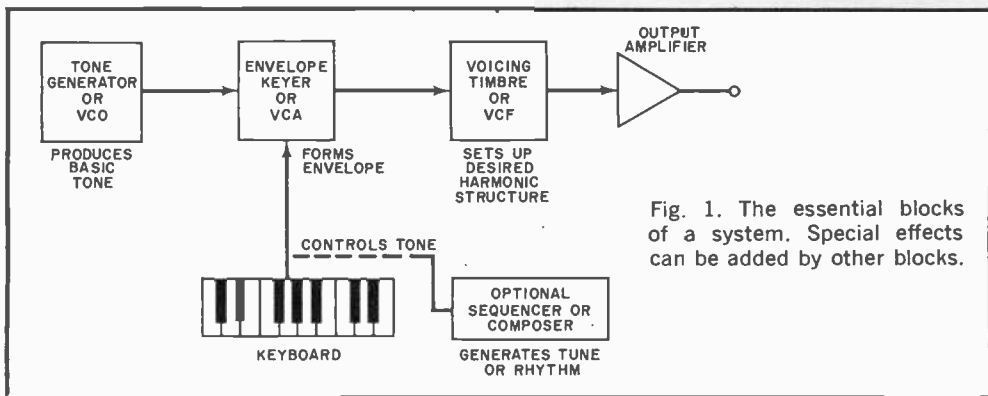 TONE
GENERATOR
OR
VCO
PRODUCES
BASIC
TONE
ENVELOPE
KEYER
OR
VCA
FORMS
ENVELOPE
VOICING
TIMBRE
OR
VCF
SETS UP
DESIRED
HARMONIC
STRUCTURE
OUTPUT
AMPLIFIER
CONTROLS TONE
KEYBOARD
OPTIONAL
SEQUENCER OR
COMPOSER
GENERATES TUNE
OR RHYTHM
Fig. 1. The essential blocks
of a system. Special effects
can be added by other blocks.